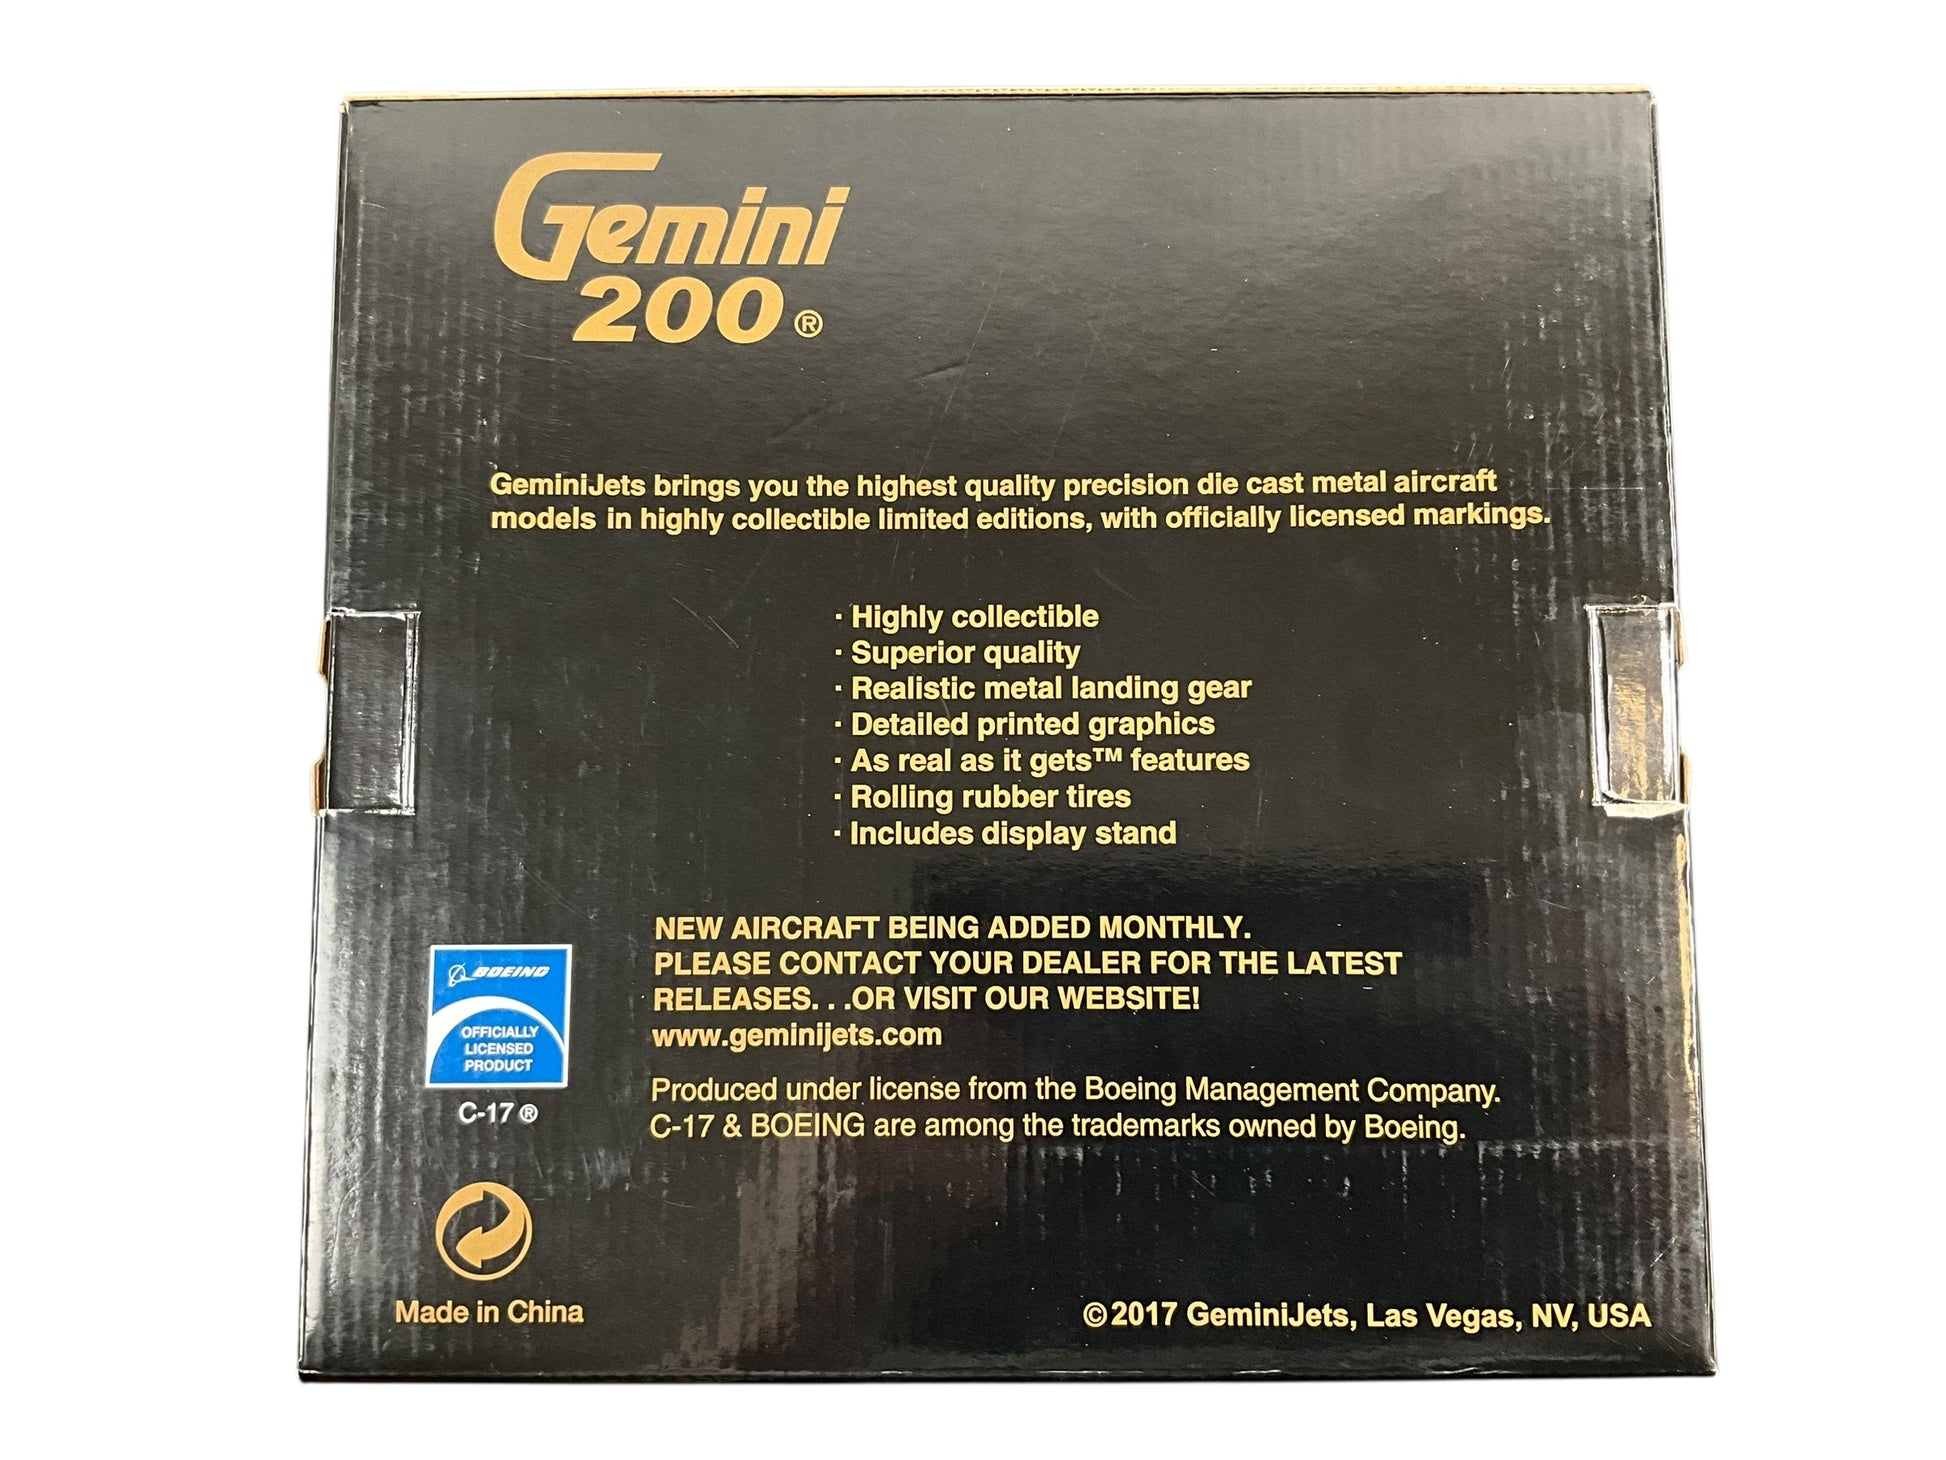 Gemini
200®
GeminiJets brings you the highest quality precision die cast metal aircraft
models in highly collectible limited editions, with officially licensed markings.
· Highly collectible
· Superior quality
· Realistic metal landing gear
· Detailed printed graphics
· As real as it gets™ features
· Rolling rubber tires
· Includes display stand
NEW AIRCRAFT BEING ADDED MONTHLY.
PLEASE CONTACT YOUR DEALER FOR THE LATEST
RELEASES. . .OR VISIT OUR WEBSITE!
www.geminijets.com
BOEING
OFFICIALLY
LICENSED
PRODUCT
C-17®
Produced under license from the Boeing Management Company.
C-17 & BOEING are among the trademarks owned by Boeing.
Made in China
©2017 GeminiJets, Las Vegas, NV, USA